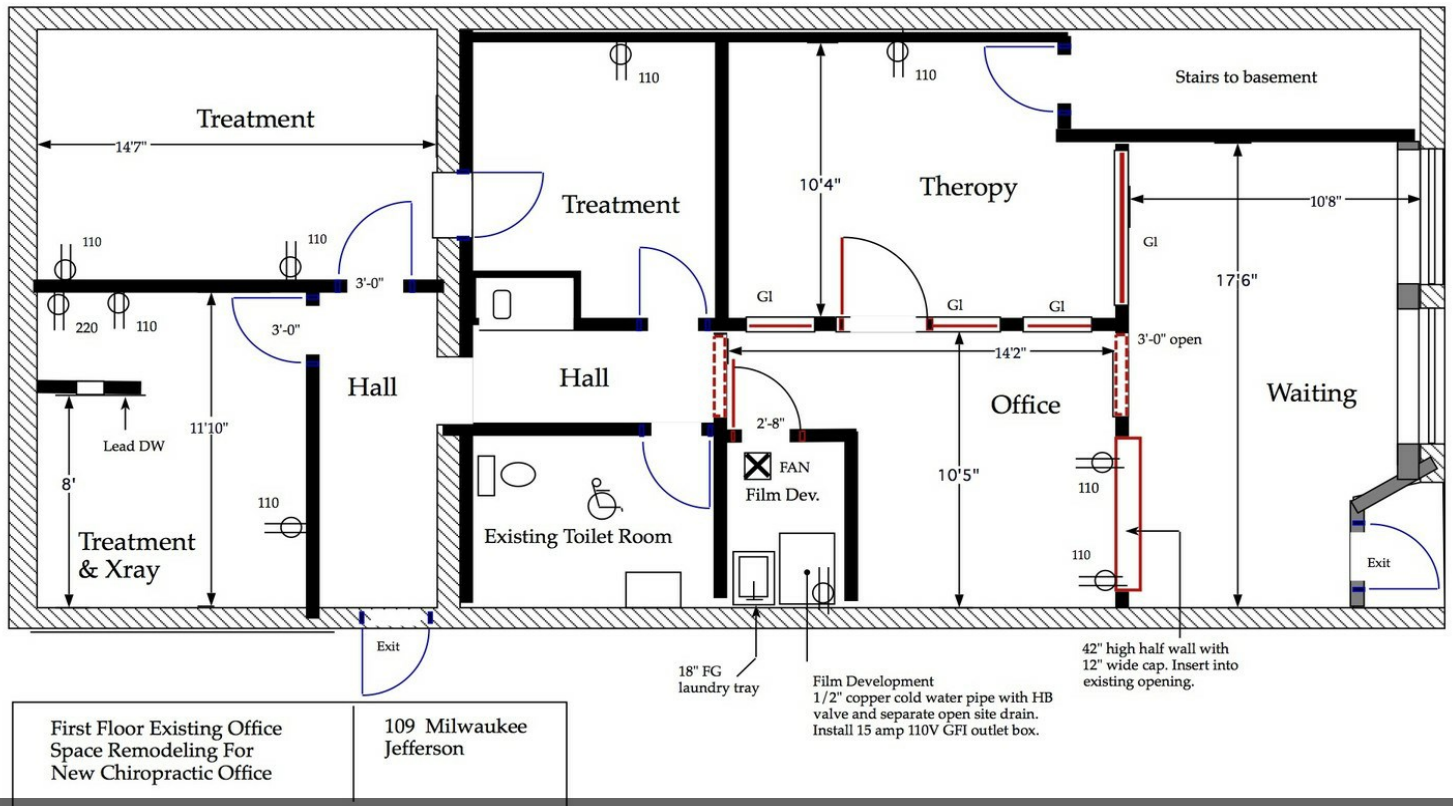 Stairs to basement
110
110
Treatment
14'7"
10'4"
Theropy
Treatment
10'8"
110
110
Gl
3'-0"
17'6"
Gl
Gl
Gl
220
110
3'-0"
3'-0" open
14'2"
Hall
Hall
Waiting
Office
2'-8"
11'10"
Lead DW
8'
10'5"
FAN
110
Film Dev.
110
Treatment
& Xray
Existing Toilet Room
110
Exit
Exit
18" FG
laundry tray
Film Development
1/2" copper cold water pipe with HB
valve and separate open site drain.
Install 15 amp 110V GFI outlet box.
42" high half wall with
12" wide cap. Insert into
existing opening.
First Floor Existing Office
Space Remodeling For
New Chiropractic Office
109 Milwaukee
Jefferson